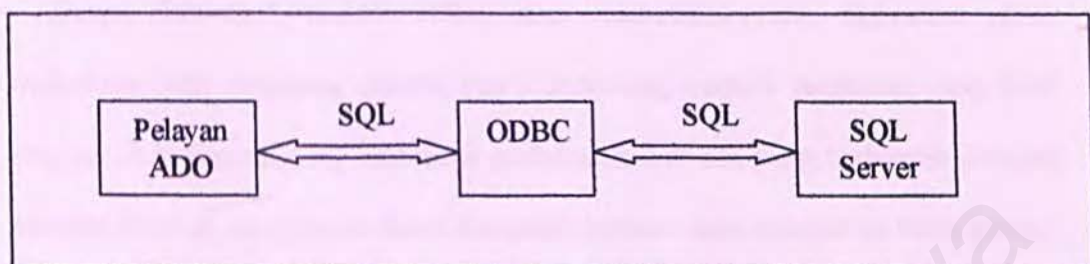 Pelayan
ADO
SQL
ODBC
SQL
SQL
Server